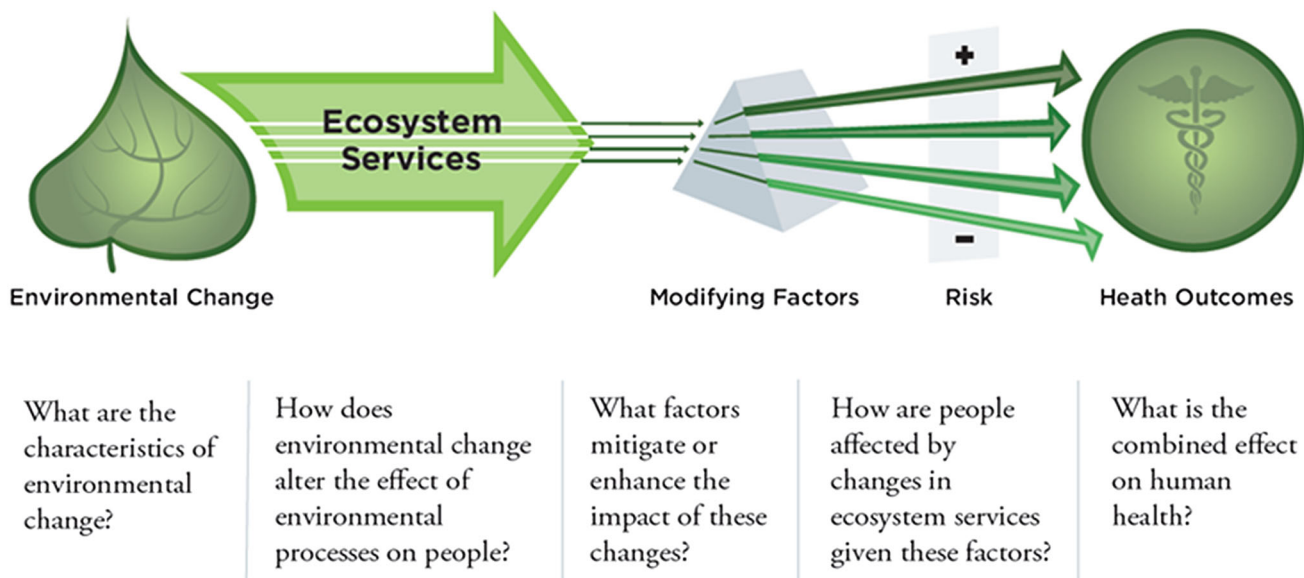 Ecosystem
Services
+
-
Environmental Change
Modifying Factors
Risk
Heath Outcomes
What are the
characteristics of
environmental
change?
How does
environmental change
alter the effect of
environmental
processes on people?
What factors
mitigate or
enhance the
impact of these
changes?
How are people
affected by
changes in
ecosystem services
given these factors?
What is the
combined effect
on human
health?